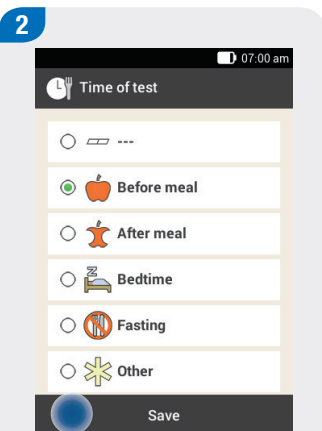 2
07:00 am
Time of test
---
Before meal
After meal
Bedtime
Fasting
Other
Save